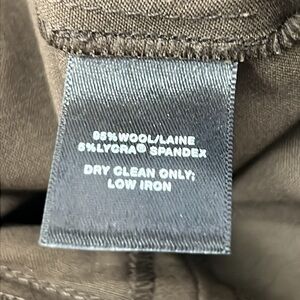 95% WOOL/LAINE
5% LYCRA® SPANDEX
DRY CLEAN ONLY;
LOW IRON